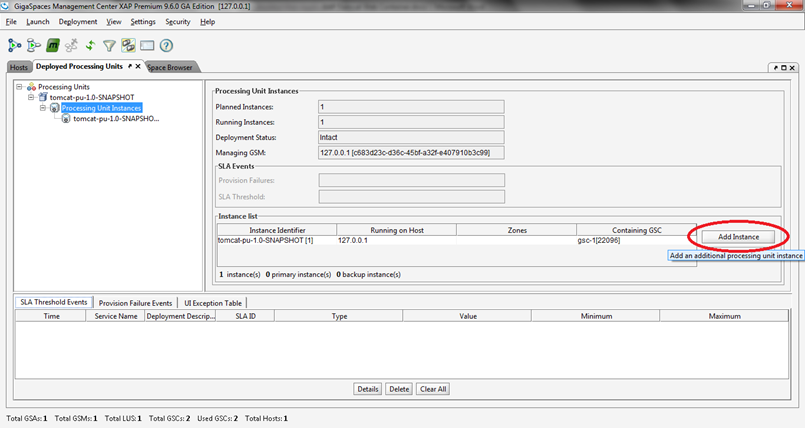 GigaSpaces Management Center XAP Premium 9.6.0 GA Edition [127.0.0.1]
File Launch Deployment View Settings Security Help
Hosts Deployed Processing Units Space Browser
Processing Units
tomcat-pu-1.0-SNAPSHOT
Processing Unit Instances
tomcat-pu-1.0-SNAPSHO...
Processing Unit Instances
Planned Instances: 1
Running Instances: 1
Deployment Status: Intact
Managing GSM: 127.0.0.1 [c683d23c-d36c-45bf-a32f-e407910b3c99]
SLA Events
Provision Failures:
SLA Threshold:
Instance list
Instance Identifier Running on Host Zones Containing GSC
tomcat-pu-1.0-SNAPSHOT [1] 127.0.0.1 gsc-1[22096]
Add Instance
Add an additional processing unit instance
1 instance(s) 0 primary instance(s) 0 backup instance(s)
SLA Threshold Events Provision Failure Events UI Exception Table
Time Service Name Deployment Descrip... SLA ID Type Value Minimum Maximum
Details Delete Clear All
Total GSAs: 1 Total GSMs: 1 Total LUS: 1 Total GSCs: 2 Used GSCs: 2 Total Hosts: 1